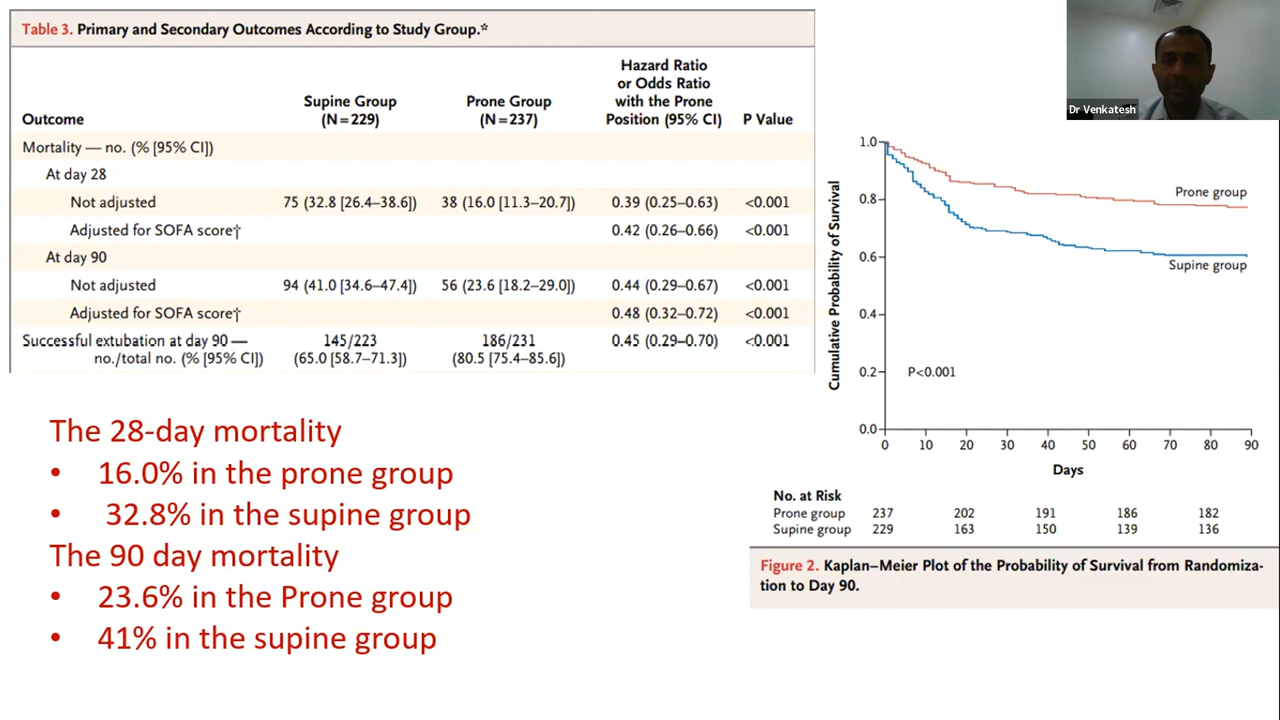 Table 3. Primary and Secondary Outcomes According to Study Group.*
Outcome Supine Group (N=229) Prone Group (N=237) Hazard Ratio or Odds Ratio with the Prone Position (95% CI) P Value
Mortality — no. (% [95% CI])
At day 28
Not adjusted 75 (32.8 [26.4–38.6]) 38 (16.0 [11.3–20.7]) 0.39 (0.25–0.63) <0.001
Adjusted for SOFA score† 0.42 (0.26–0.66) <0.001
At day 90
Not adjusted 94 (41.0 [34.6–47.4]) 56 (23.6 [18.2–29.0]) 0.44 (0.29–0.67) <0.001
Adjusted for SOFA score† 0.48 (0.32–0.72) <0.001
Successful extubation at day 90 — 145/223 186/231 0.45 (0.29–0.70) <0.001
no./total no. (% [95% CI]) (65.0 [58.7–71.3]) (80.5 [75.4–85.6])
Dr Venkatesh
Cumulative Probability of Survival
1.0
0.8
0.6
0.4
0.2
0.0
Prone group
Supine group
P<0.001
0 10 20 30 40 50 60 70 80 90
Days
No. at Risk
Prone group 237 202 191 186 182
Supine group 229 163 150 139 136
Figure 2. Kaplan–Meier Plot of the Probability of Survival from Randomiza-
tion to Day 90.
The 28-day mortality
• 16.0% in the prone group
• 32.8% in the supine group
The 90 day mortality
• 23.6% in the Prone group
• 41% in the supine group